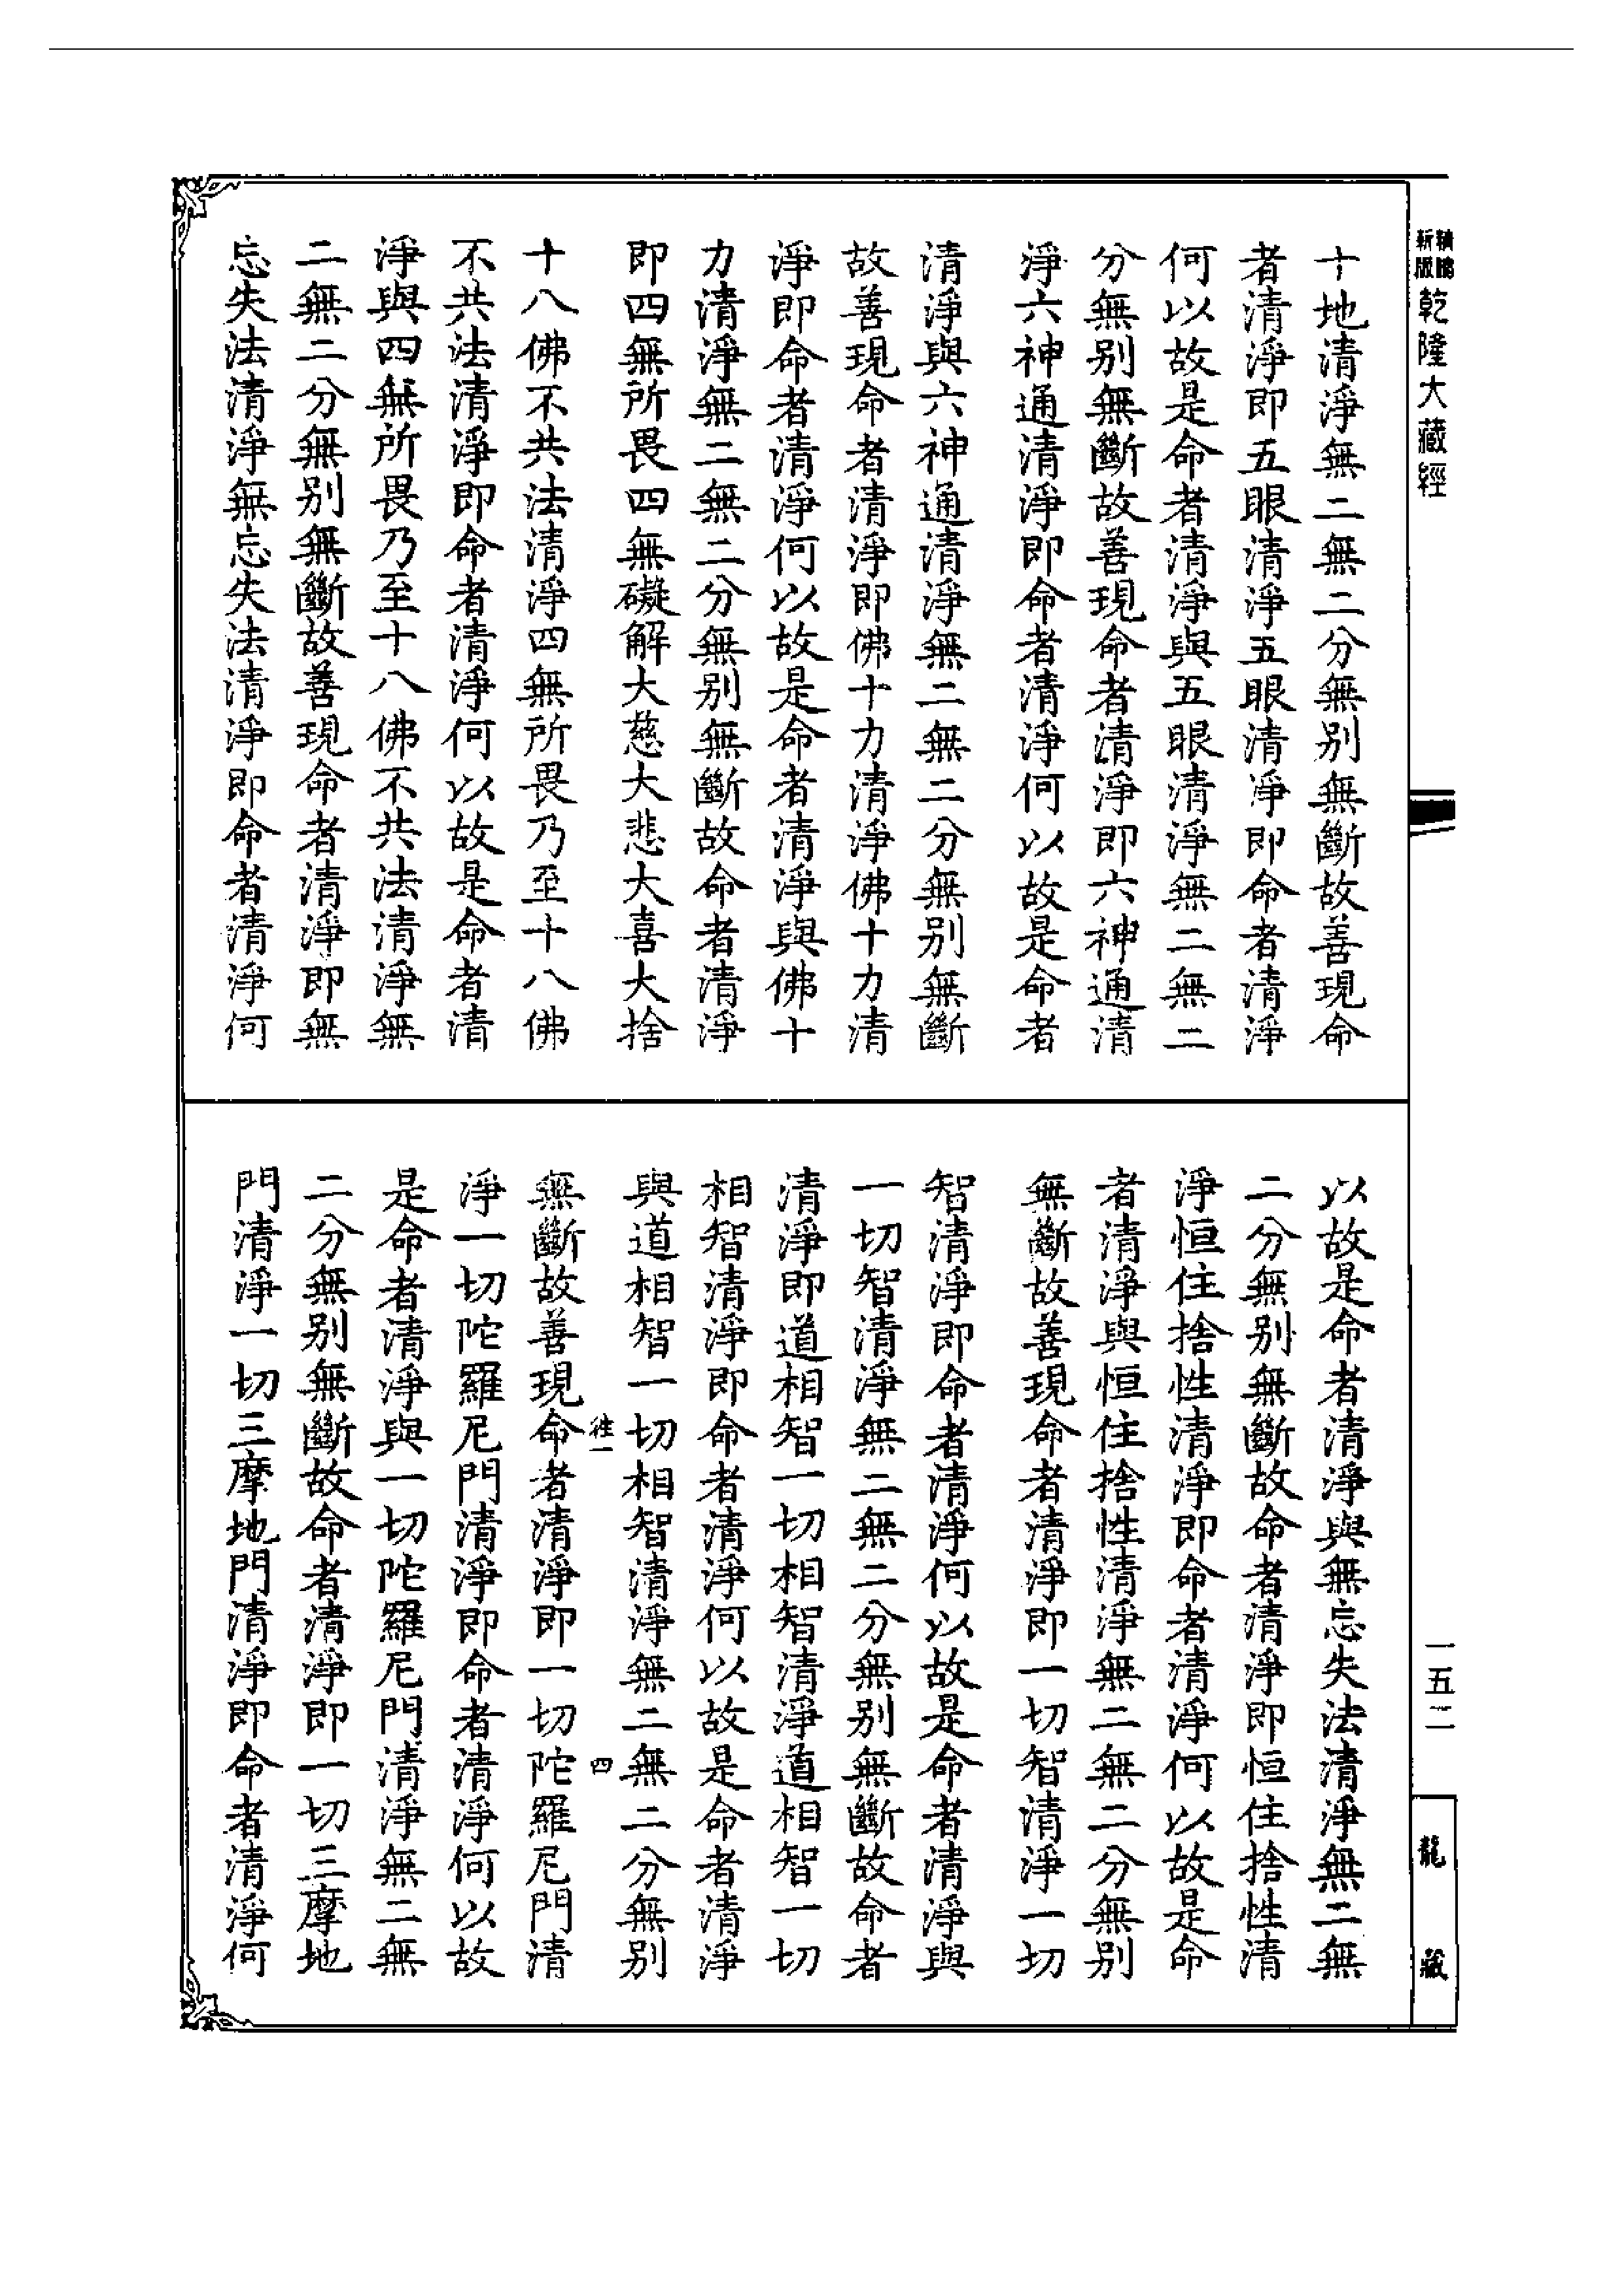 乾隆大藏經
十地清淨無二無二分無别無斷故善現命
者清淨即五眼清淨五眼清淨即命者清淨
何以故是命者清淨與五眼清淨無二無二
分無别無斷故善現命者清淨即六神通清
淨六神通清淨即命者清淨何以故是命者
清淨與六神通清淨無二無二分無别無斷
故善現命者清淨即佛十力清淨佛十力清
淨即命者清淨何以故是命者清淨與佛十
力清淨無二無二分無别無斷故命者清淨
即四無所畏四無礙解大慈大悲大喜大捨
十八佛不共法清淨四無所畏乃至十八佛
不共法清淨即命者清淨何以故是命者清
淨與四無所畏乃至十八佛不共法清淨無
二無二分無别無斷故善現命者清淨即無
忘失法清淨無忘失法清淨即命者清淨何
以故是命者清淨與無忘失法清淨無二無
二分無别無斷故命者清淨即恒住捨性清
淨恒住捨性清淨即命者清淨何以故是命
者清淨與恒住捨性清淨無二無二分無别
無斷故善現命者清淨即一切智清淨一切
智清淨即命者清淨何以故是命者清淨與
一切智清淨無二無二分無别無斷故命者
清淨即道相智一切相智清淨道相智一切
相智清淨即命者清淨何以故是命者清淨
與道相智一切相智清淨無二無二分無别
四
無斷故善現命者清淨即一切陀羅尼門清
淨一切陀羅尼門清淨即命者清淨何以故
是命者清淨與一切陀羅尼門清淨無二無
二分無别無斷故命者清淨即一切三摩地
門清淨一切三摩地門清淨即命者清淨何
一五二
龍藏